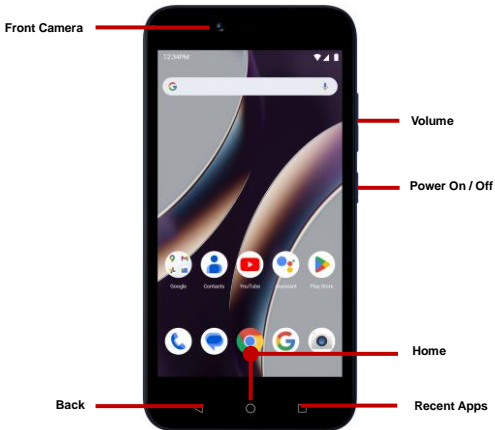 Front Camera
12:34PM
Volume
Power On / Off
Google
Contacts
YouTube
Assistant
Play Store
Home
Back
Recent Apps